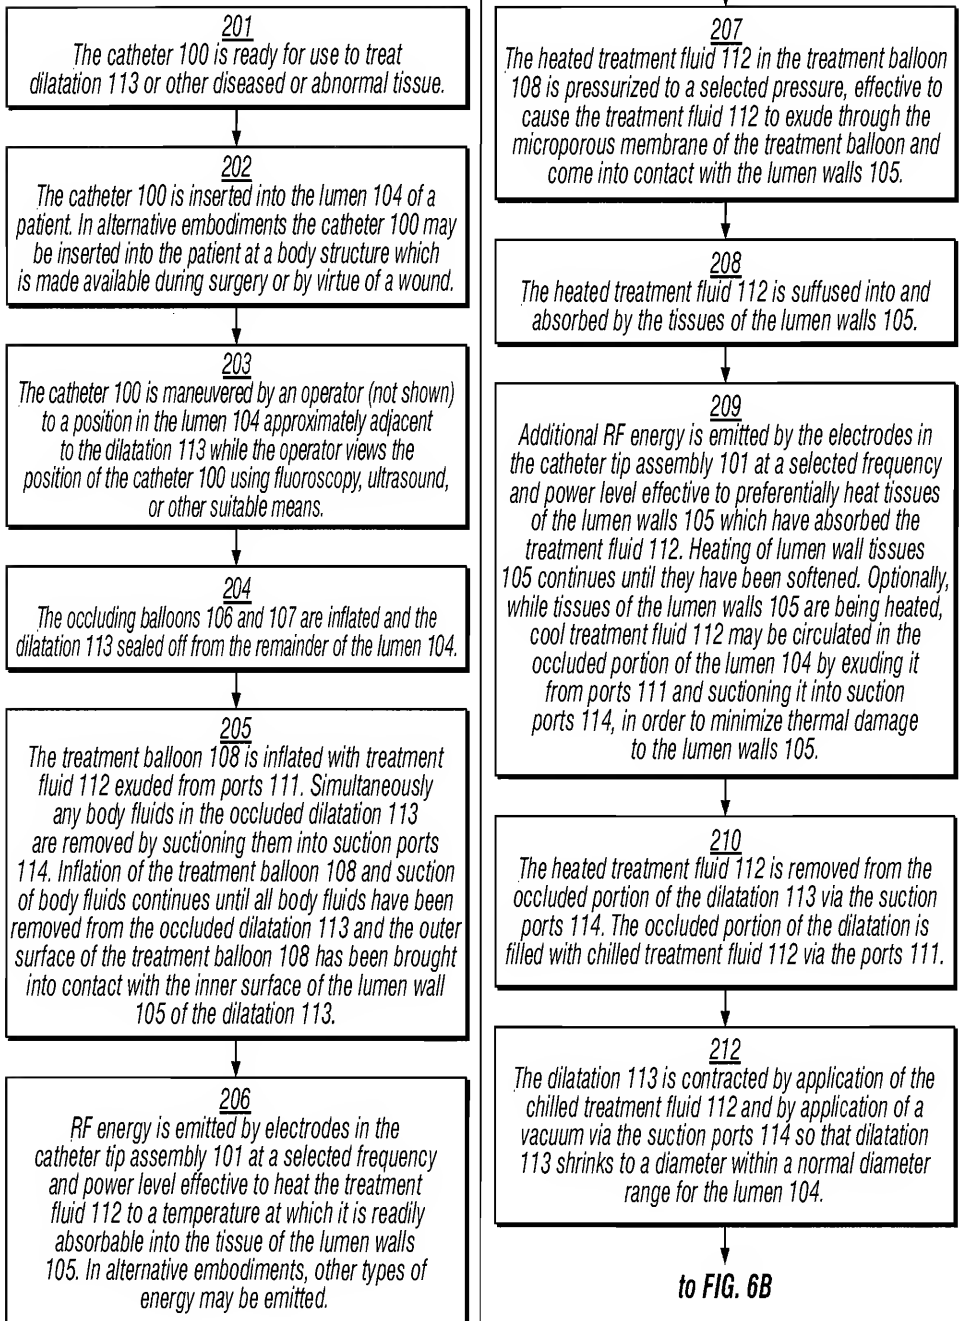 201
The catheter 100 is ready for use to treat
dilatation 113 or other diseased or abnormal tissue.
202
The catheter 100 is inserted into the lumen 104 of a
patient. In alternative embodiments the catheter 100 may
be inserted into the patient at a body structure which
is made available during surgery or by virtue of a wound.
203
The catheter 100 is maneuvered by an operator (not shown)
to a position in the lumen 104 approximately adjacent
to the dilatation 113 while the operator views the
position of the catheter 100 using fluoroscopy, ultrasound,
or other suitable means.
204
The occluding balloons 106 and 107 are inflated and the
dilatation 113 sealed off from the remainder of the lumen 104.
205
The treatment balloon 108 is inflated with treatment
fluid 112 exuded from ports 111. Simultaneously
any body fluids in the occluded dilatation 113
are removed by suctioning them into suction ports
114. Inflation of the treatment balloon 108 and suction
of body fluids continues until all body fluids have been
removed from the occluded dilatation 113 and the outer
surface of the treatment balloon 108 has been brought
into contact with the inner surface of the lumen wall
105 of the dilatation 113.
206
RF energy is emitted by electrodes in the
catheter tip assembly 101 at a selected frequency
and power level effective to heat the treatment
fluid 112 to a temperature at which it is readily
absorbable into the tissue of the lumen walls
105. In alternative embodiments, other types of
energy may be emitted.
207
The heated treatment fluid 112 in the treatment balloon
108 is pressurized to a selected pressure, effective to
cause the treatment fluid 112 to exude through the
microporous membrane of the treatment balloon and
come into contact with the lumen walls 105.
208
The heated treatment fluid 112 is suffused into and
absorbed by the tissues of the lumen walls 105.
209
Additional RF energy is emitted by the electrodes in
the catheter tip assembly 101 at a selected frequency
and power level effective to preferentially heat tissues
of the lumen walls 105 which have absorbed the
treatment fluid 112. Heating of lumen wall tissues
105 continues until they have been softened. Optionally,
while tissues of the lumen walls 105 are being heated,
cool treatment fluid 112 may be circulated in the
occluded portion of the lumen 104 by exuding it
from ports 111 and suctioning it into suction
ports 114, in order to minimize thermal damage
to the lumen walls 105.
210
The heated treatment fluid 112 is removed from the
occluded portion of the dilatation 113 via the suction
ports 114. The occluded portion of the dilatation is
filled with chilled treatment fluid 112 via the ports 111.
212
The dilatation 113 is contracted by application of the
chilled treatment fluid 112 and by application of a
vacuum via the suction ports 114 so that dilatation
113 shrinks to a diameter within a normal diameter
range for the lumen 104.
to FIG. 6B